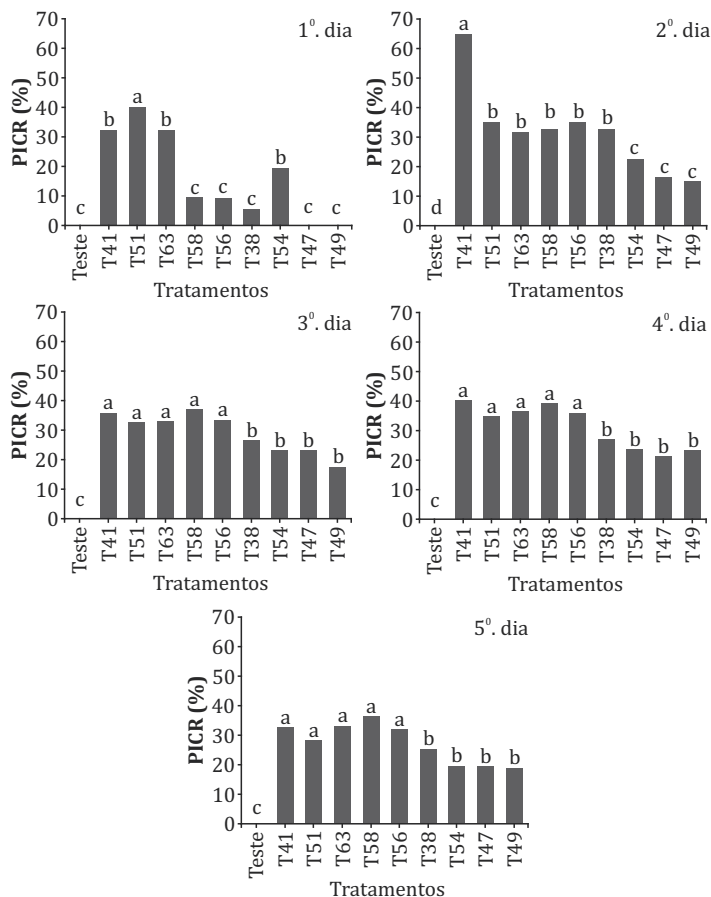 1⁰. dia
PICR (%)
70
60
50
40
30
20
10
0
c
b
a
b
c
c
c
b
c
c
Teste
T41
T51
T63
T58
T56
T38
T54
T47
T49
Tratamentos
2⁰. dia
PICR (%)
70
60
50
40
30
20
10
0
d
a
b
b
b
b
b
c
c
c
Teste
T41
T51
T63
T58
T56
T38
T54
T47
T49
Tratamentos
3⁰. dia
PICR (%)
70
60
50
40
30
20
10
0
c
a
a
a
a
a
b
b
b
b
Teste
T41
T51
T63
T58
T56
T38
T54
T47
T49
Tratamentos
4⁰. dia
PICR (%)
70
60
50
40
30
20
10
0
c
a
a
a
a
a
b
b
b
b
Teste
T41
T51
T63
T58
T56
T38
T54
T47
T49
Tratamentos
5⁰. dia
PICR (%)
70
60
50
40
30
20
10
0
c
a
a
a
a
a
b
b
b
b
Teste
T41
T51
T63
T58
T56
T38
T54
T47
T49
Tratamentos